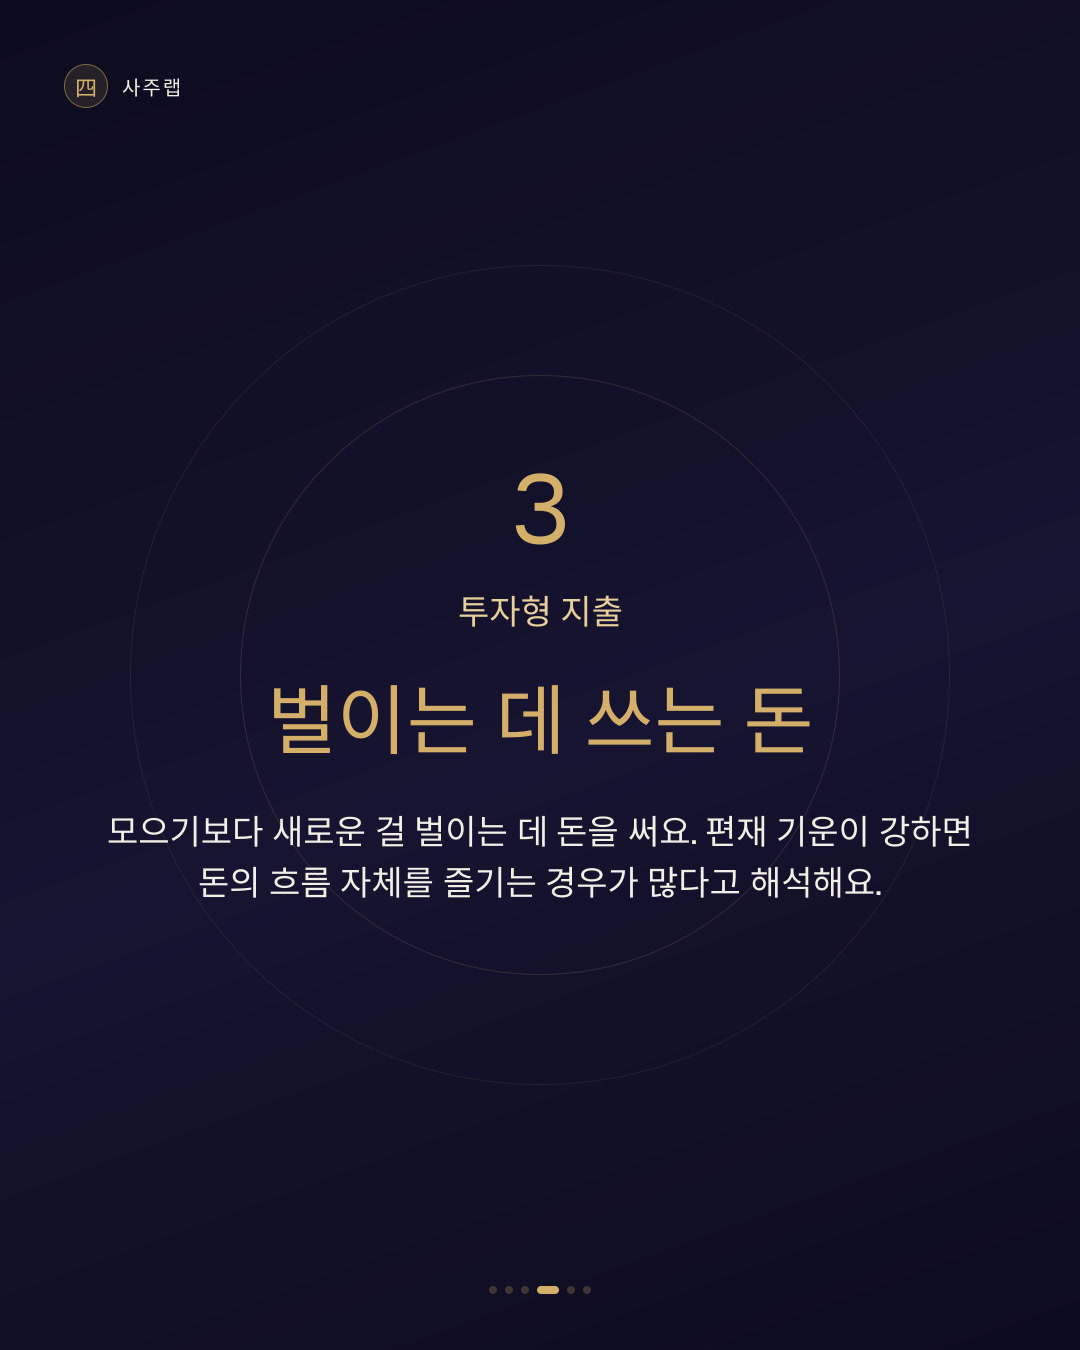 四 사주랩
3
투자형 지출
벌이는 데 쓰는 돈
모으기보다 새로운 걸 벌이는 데 돈을 써요. 편재 기운이 강하면
돈의 흐름 자체를 즐기는 경우가 많다고 해석해요.